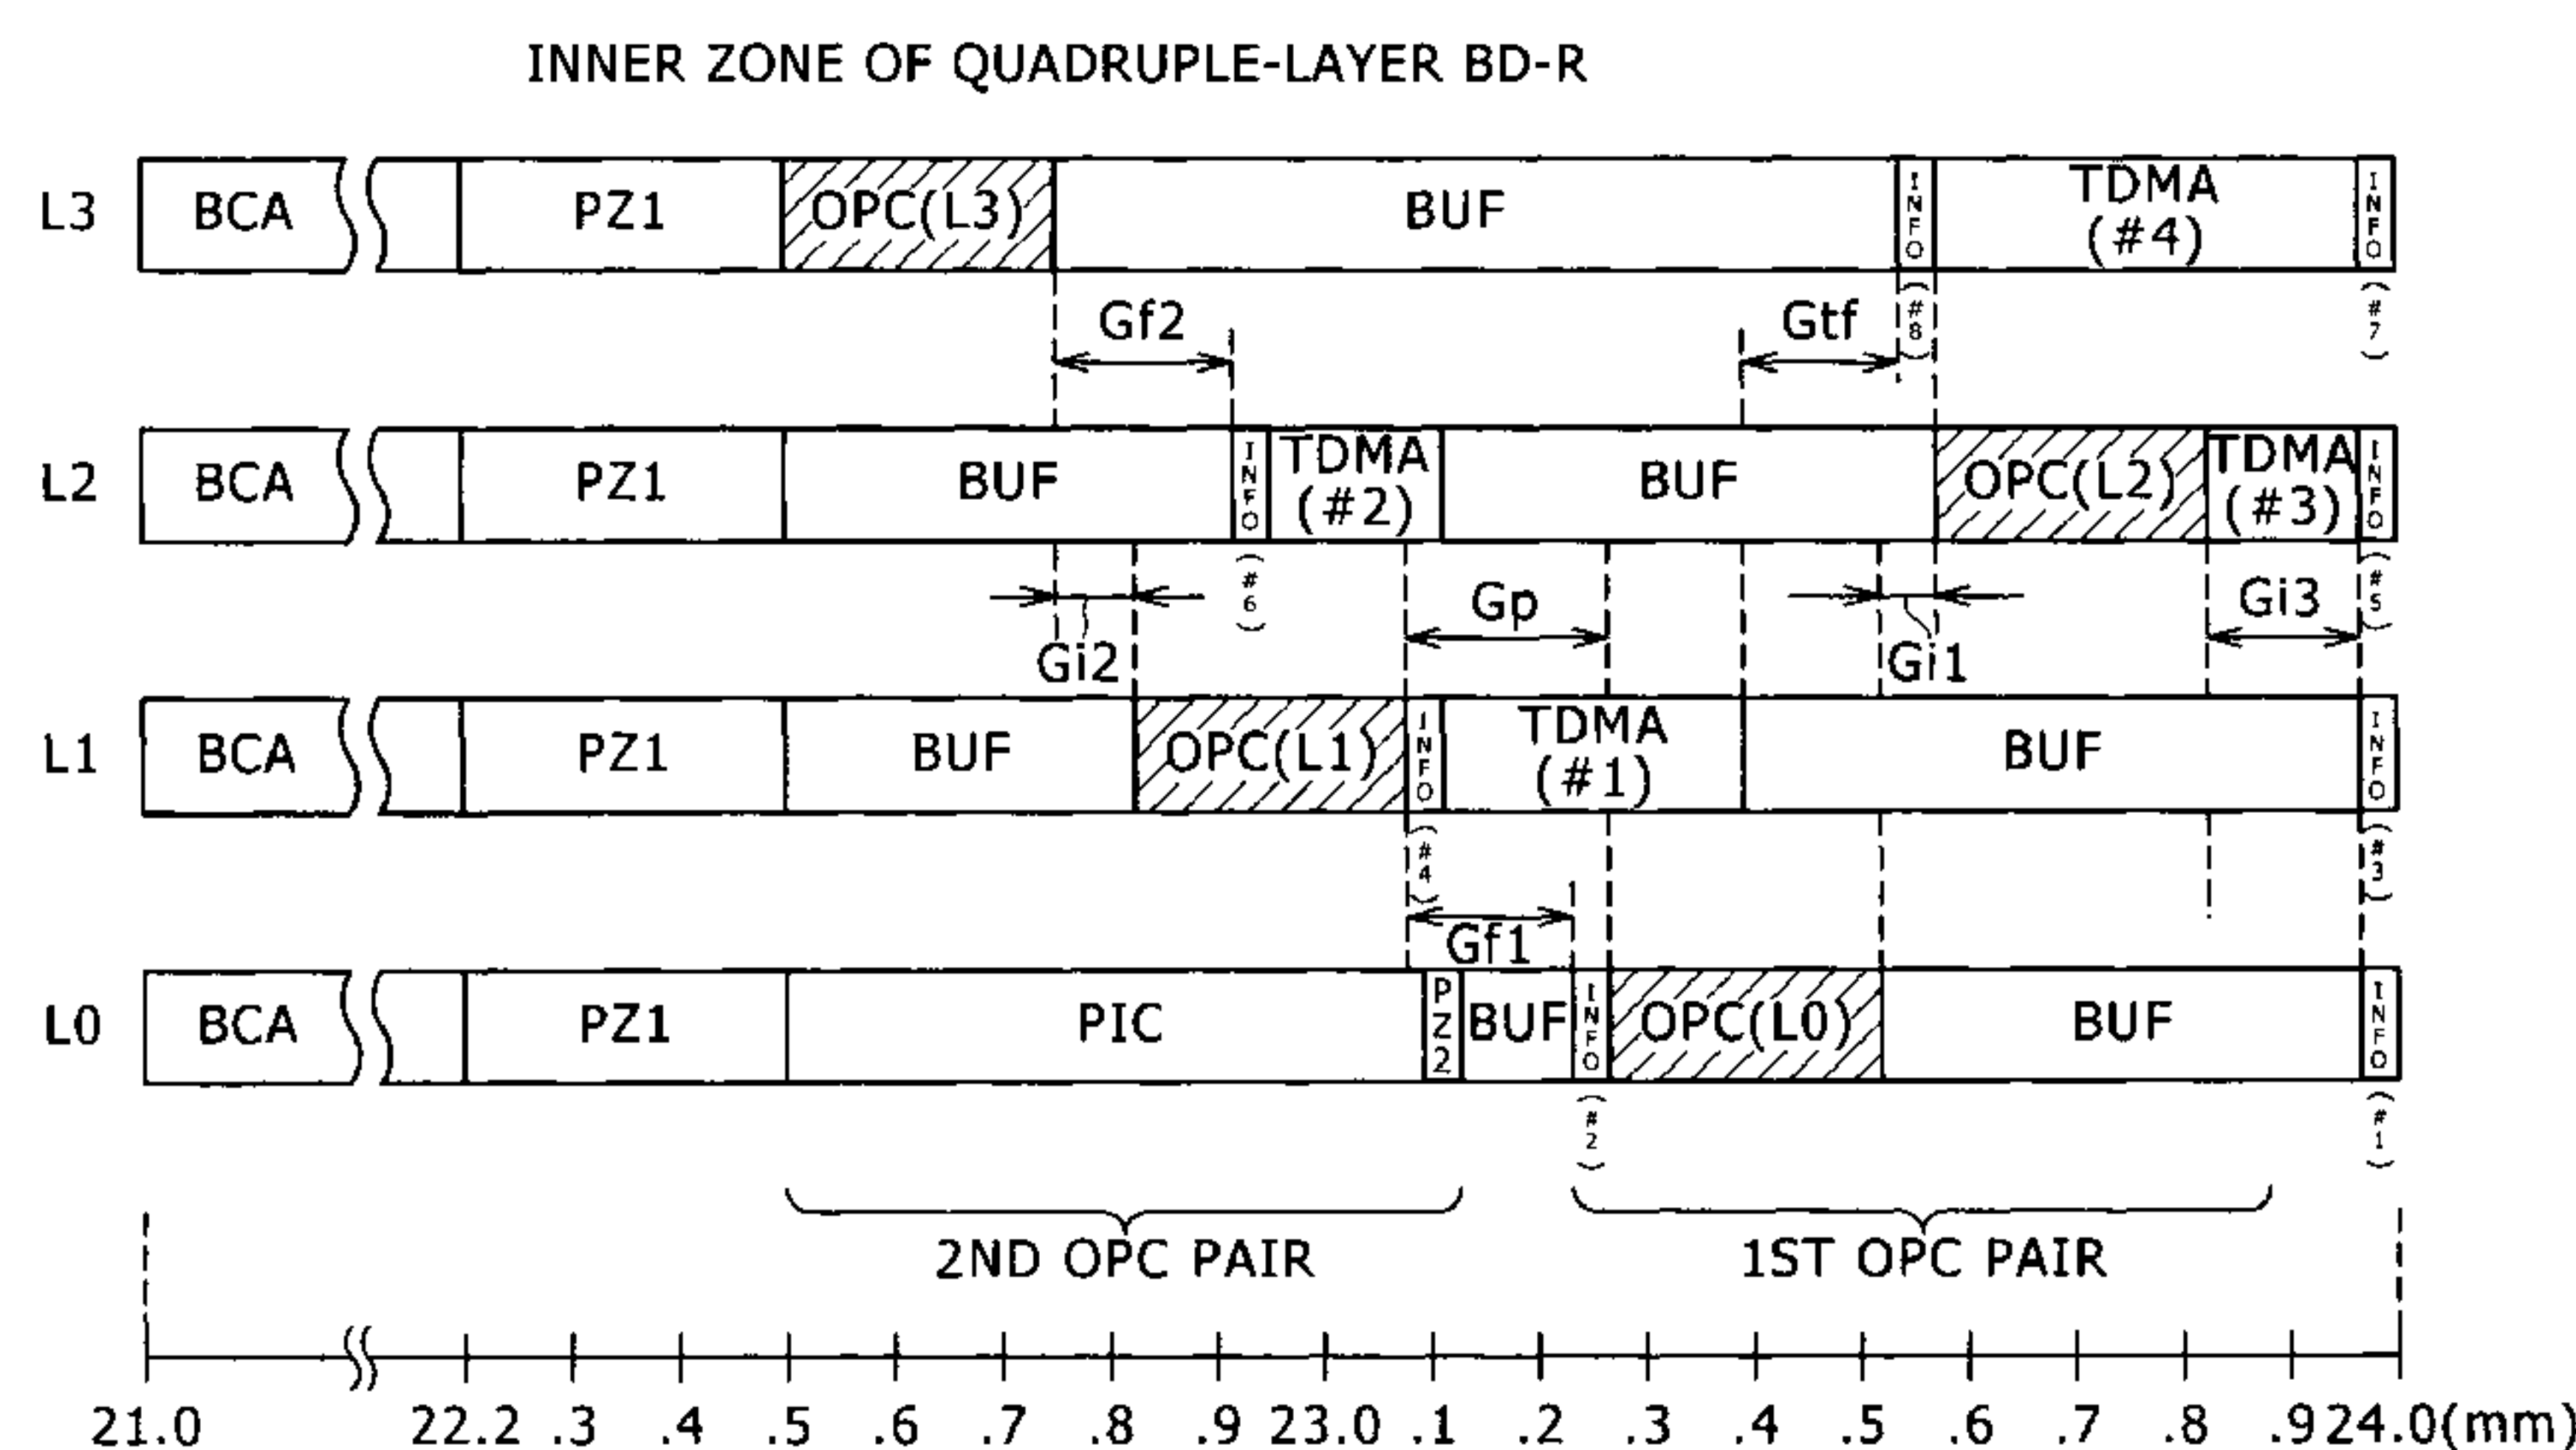 INNER ZONE OF QUADRUPLE-LAYER BD-R
L3 BCA PZ1 OPC(L3) BUF INFO TDMA INFO
(#4)
Gf2 Gtf (#8) (#7)
L2 BCA PZ1 BUF INFO TDMA BUF OPC(L2) TDMA INFO
(#2) (#3)
(#6) Gp Gi3 (#5)
Gi2 Gi1
L1 BCA PZ1 BUF OPC(L1) INFO TDMA BUF INFO
(#1)
(#4) (#3)
Gf1
L0 BCA PZ1 PIC PZ2 BUF INFO OPC(L0) BUF INFO
(#2) (#1)
2ND OPC PAIR 1ST OPC PAIR
21.0 22.2 .3 .4 .5 .6 .7 .8 .9 23.0 .1 .2 .3 .4 .5 .6 .7 .8 .9 24.0(mm)